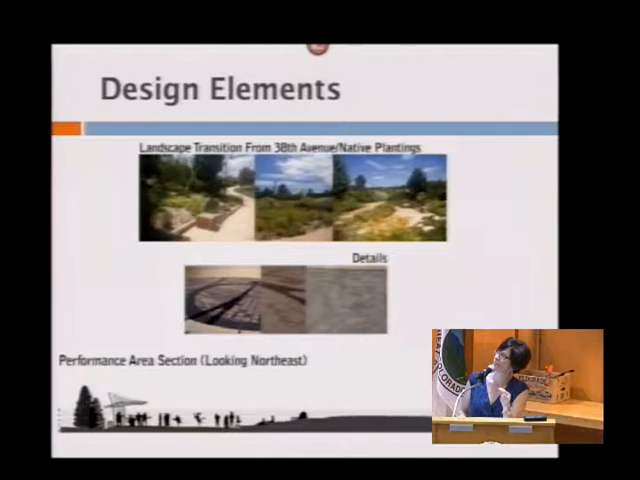 Design Elements
Landscape Transition From 38th Avenue/Native Plantings
Details
Performance Area Section (Looking Northeast)